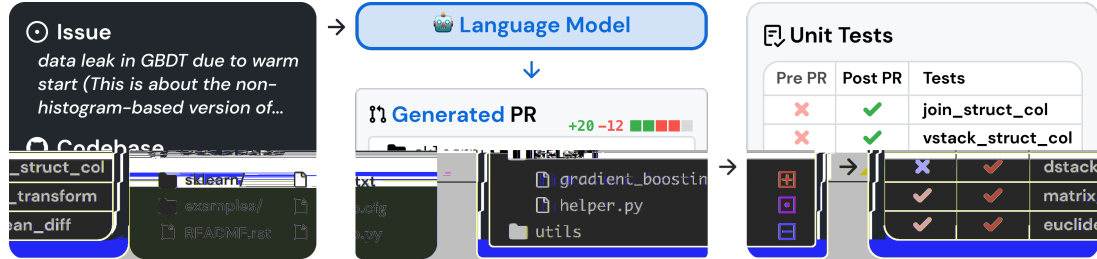 Issue
data leak in GBDT due to warm
start (This is about the non-
histogram-based version of...
Codebase
_struct_col
_transform
ean_diff
sklearn/
examples/
README.rst
txt
.cfg
.py
Language Model
Generated PR
+20 -12
sklearn
gradient_boostin
helper.py
utils
Unit Tests
Pre PR Post PR Tests
join_struct_col
vstack_struct_col
dstack
matrix
euclide